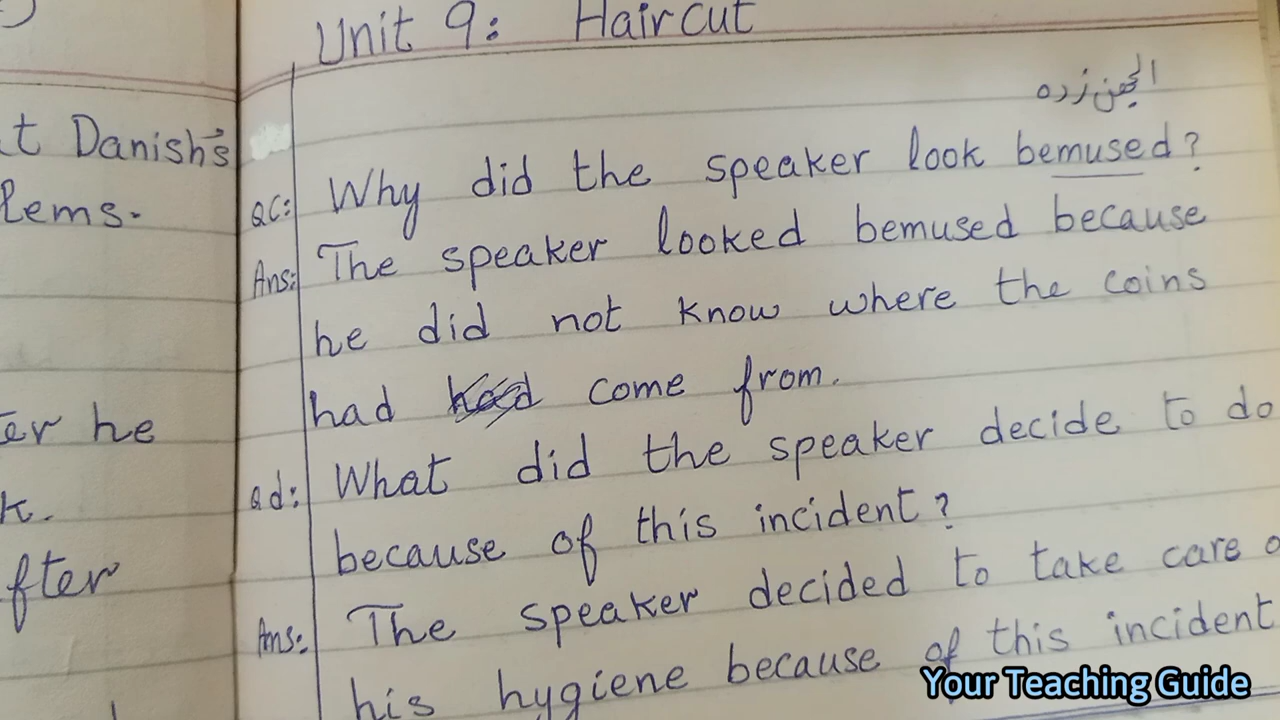 Unit 9: Haircut
t Danish's
lems.
er he
k.
fter
الجھن زدہ
QC: Why did the speaker look bemused?
Ans: The speaker looked bemused because
he did not know where the coins
had come from.
Qd: What did the speaker decide to do
because of this incident?
Ans: The speaker decided to take care o
his hygiene because of this incident
Your Teaching Guide